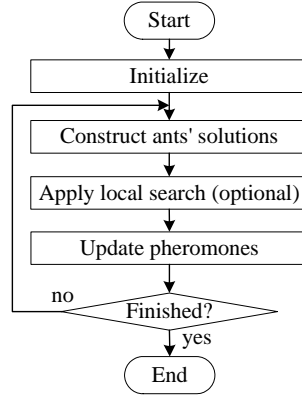 Start
Initialize
Construct ants' solutions
Apply local search (optional)
Update pheromones
no
Finished?
yes
End